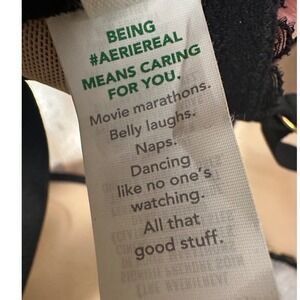 BEING
#AERIEREAL
MEANS CARING
FOR YOU.
Movie marathons.
Belly laughs.
Naps.
Dancing
like no one's
watching.
All that
good stuff.